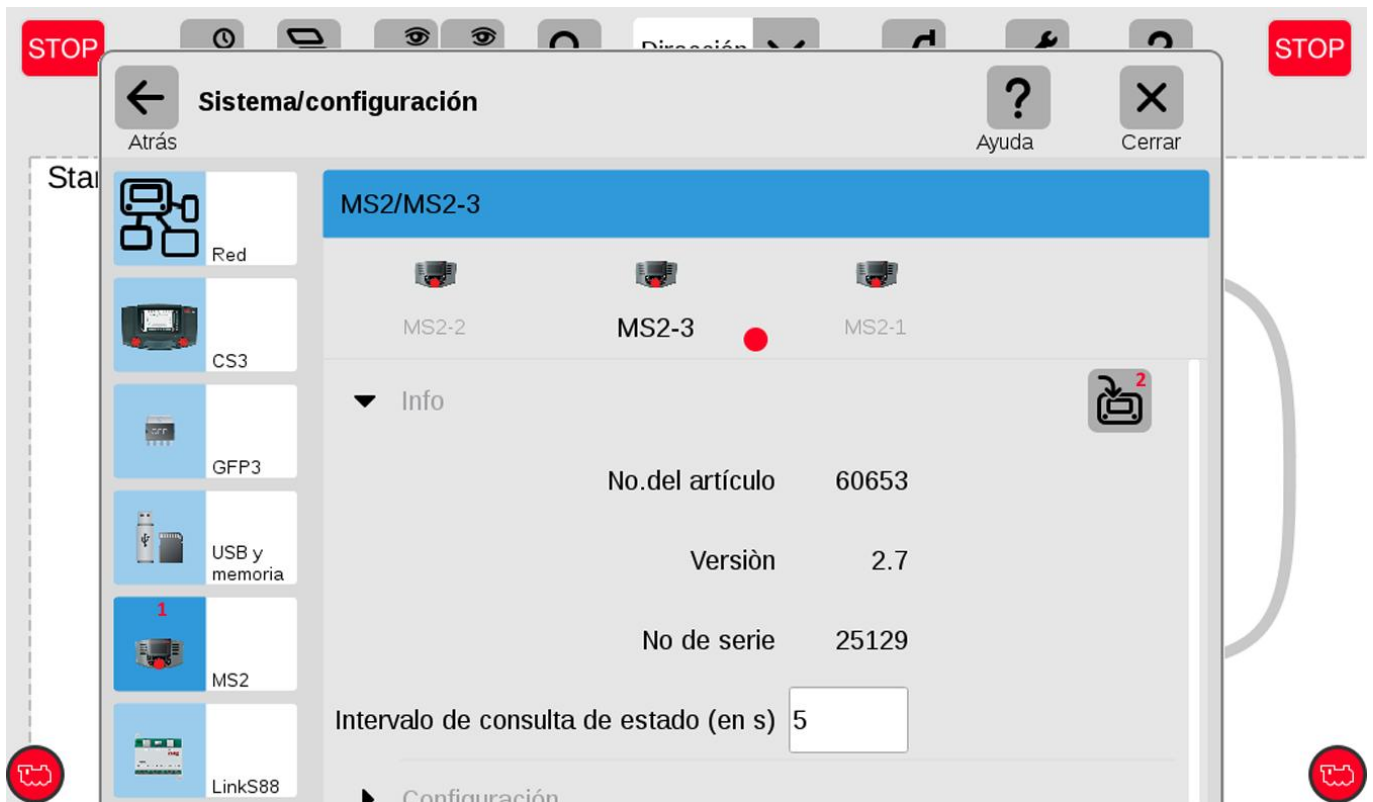 STOP
Dirección
STOP
Sistema/configuración
Atrás
Ayuda
Cerrar
Red
MS2/MS2-3
MS2-2
MS2-3
MS2-1
CS3
Info
2
GFP3
No.del artículo 60653
USB y
memoria
Versiòn 2.7
1
No de serie 25129
MS2
Intervalo de consulta de estado (en s) 5
LinkS88
Configuración